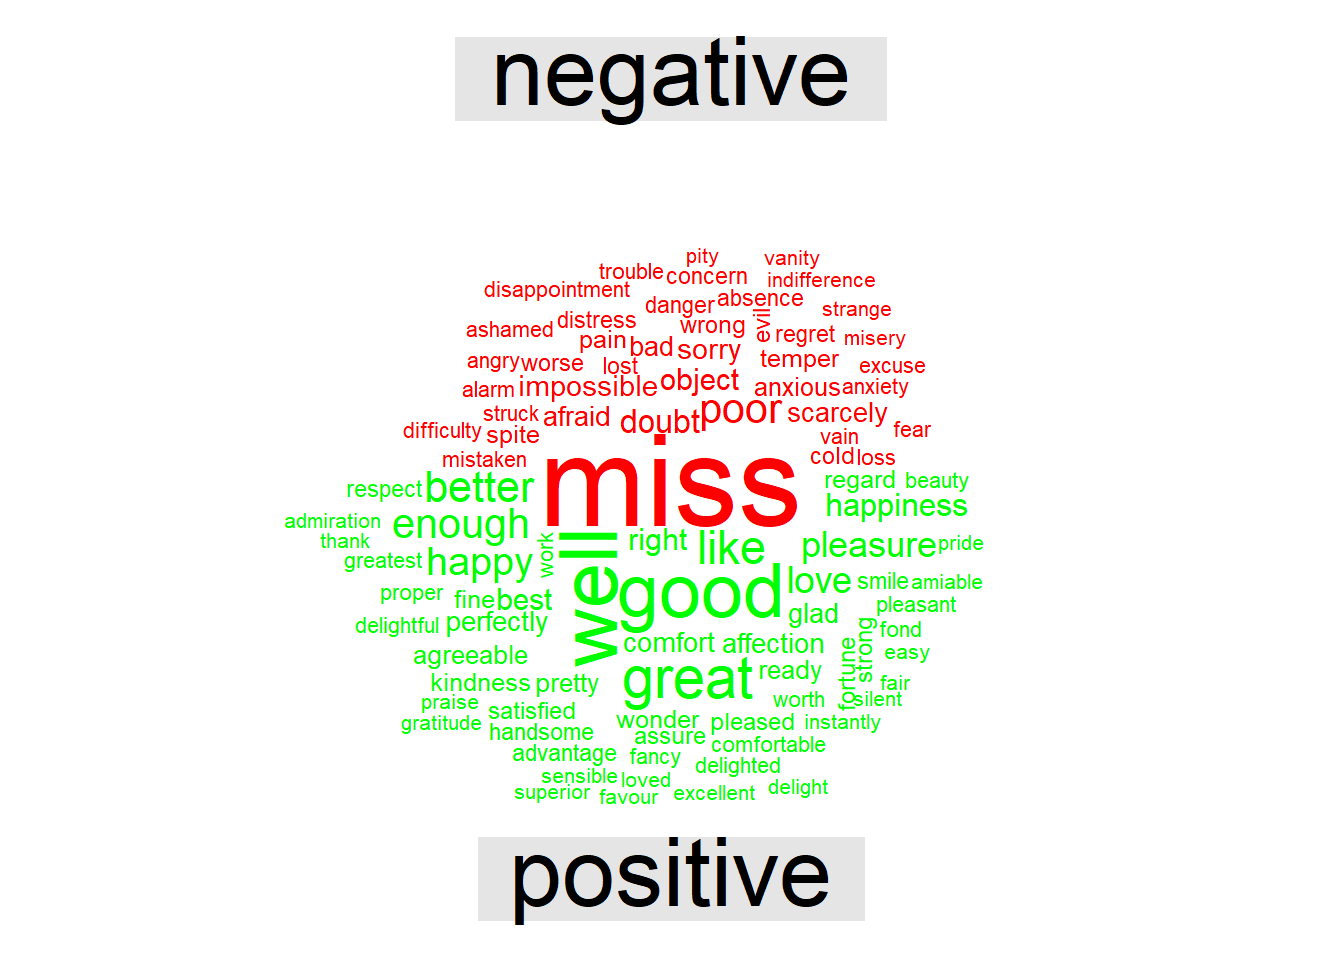 negative
pity vanity
trouble concern indifference
disappointment danger absence strange
ashamed distress wrong evil regret misery
pain bad sorry temper
angry worse lost excuse
alarm impossible object anxious anxiety
struck afraid doubt poor scarcely
difficulty spite vain fear
mistaken miss cold loss
respect better regard beauty
admiration enough happiness
thank work well right like pleasure pride
greatest happy
proper fine best good love smile amiable
delightful perfectly glad pleasant
comfort affection fortune strong fond
agreeable easy
kindness pretty great ready fair
praise satisfied worth silent
gratitude handsome wonder pleased instantly
assure comfortable
advantage fancy delighted
sensible loved
superior favour excellent delight
positive